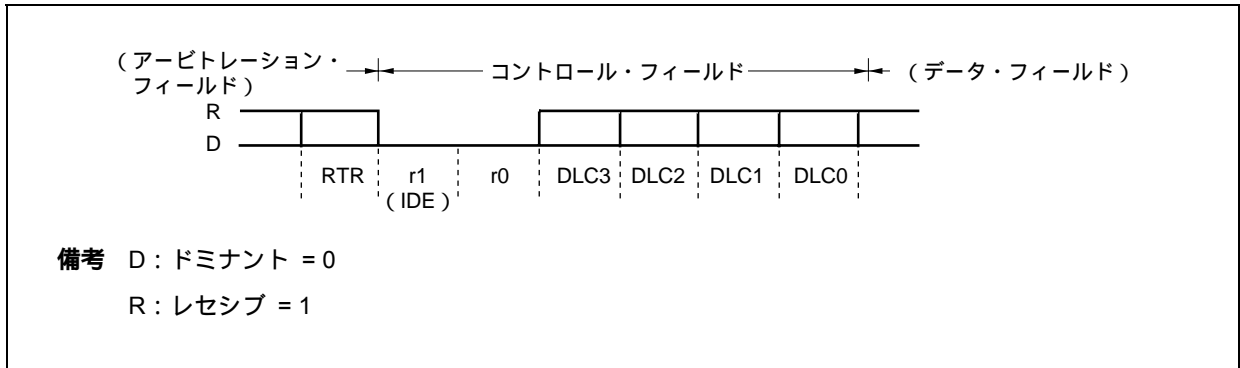 （アービトレーション・
フィールド）
コントロール・フィールド
（データ・フィールド）
R
D
RTR r1 r0 DLC3 DLC2 DLC1 DLC0
（IDE）
備考 D：ドミナント = 0
R：レセシブ = 1